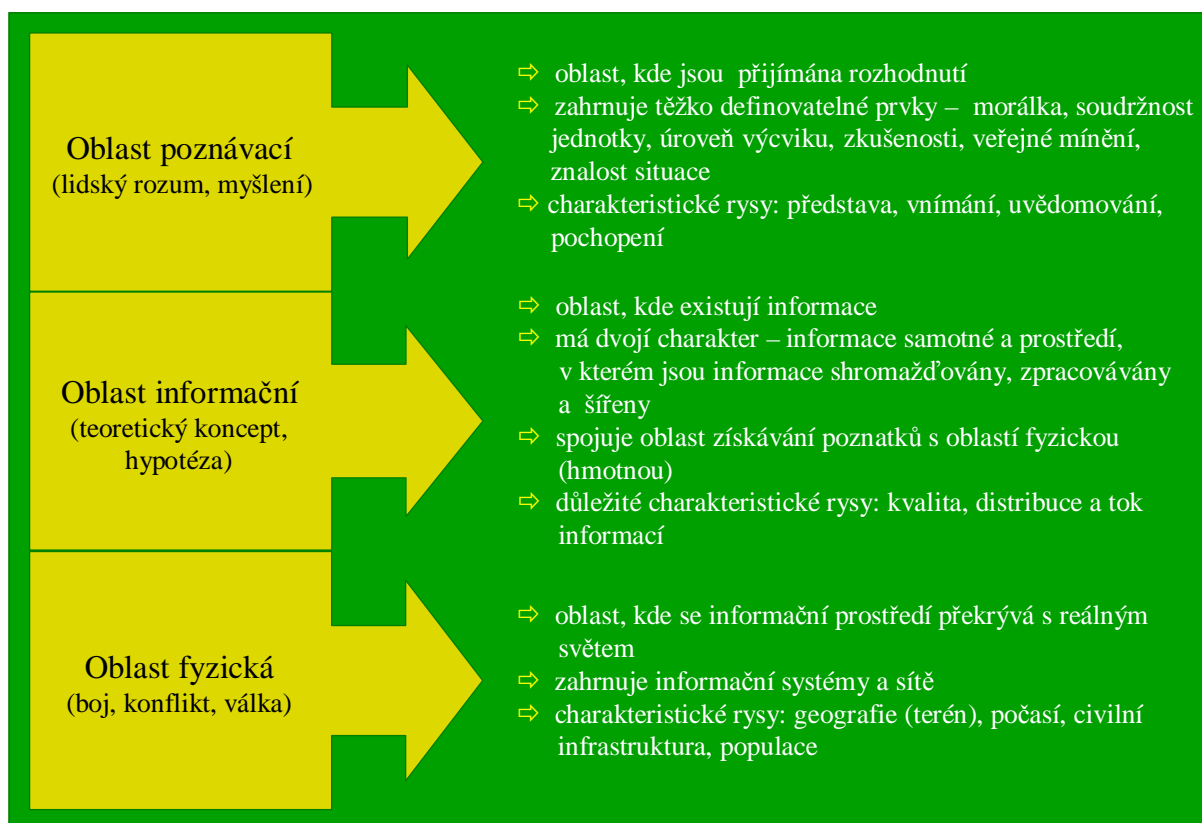 Oblast poznávací
(lidský rozum, myšlení)
⇨ oblast, kde jsou přijímána rozhodnutí
⇨ zahrnuje těžko definovatelné prvky – morálka, soudržnost
jednotky, úroveň výcviku, zkušenosti, veřejné mínění,
znalost situace
⇨ charakteristické rysy: představa, vnímání, uvědomování,
pochopení
Oblast informační
(teoretický koncept,
hypotéza)
⇨ oblast, kde existují informace
⇨ má dvojí charakter – informace samotné a prostředí,
v kterém jsou informace shromažďovány, zpracovávány
a šířeny
⇨ spojuje oblast získávání poznatků s oblastí fyzickou
(hmotnou)
⇨ důležité charakteristické rysy: kvalita, distribuce a tok
informací
Oblast fyzická
(boj, konflikt, válka)
⇨ oblast, kde se informační prostředí překrývá s reálným
světem
⇨ zahrnuje informační systémy a sítě
⇨ charakteristické rysy: geografie (terén), počasí, civilní
infrastruktura, populace